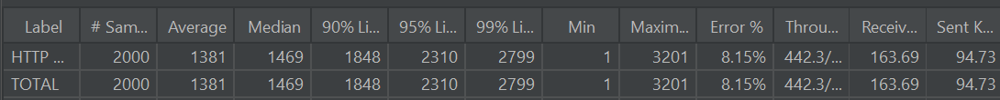 Label # Sam... Average Median 90% Li... 95% Li... 99% Li... Min Maxim... Error % Throu... Receiv... Sent K...
HTTP ... 2000 1381 1469 1848 2310 2799 1 3201 8.15% 442.3/... 163.69 94.73
TOTAL 2000 1381 1469 1848 2310 2799 1 3201 8.15% 442.3/... 163.69 94.73